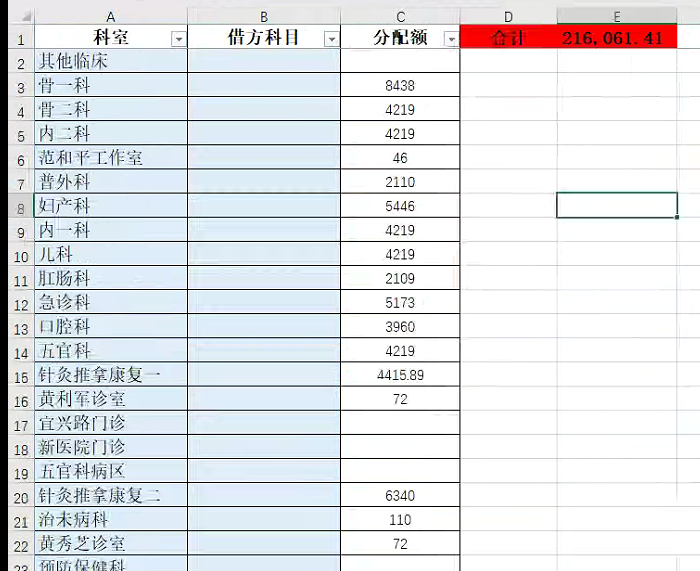 A B C D E
1 科室 借方科目 分配额 合计 216,061.41
2 其他临床
3 骨一科 8438
4 骨二科 4219
5 内二科 4219
6 范和平工作室 46
7 普外科 2110
8 妇产科 5446
9 内一科 4219
10 儿科 4219
11 肛肠科 2109
12 急诊科 5173
13 口腔科 3960
14 五官科 4219
15 针灸推拿康复一 4415.89
16 黄利军诊室 72
17 宜兴路门诊
18 新医院门诊
19 五官科病区
20 针灸推拿康复二 6340
21 治未病科 110
22 黄秀芝诊室 72
23 预防保健科